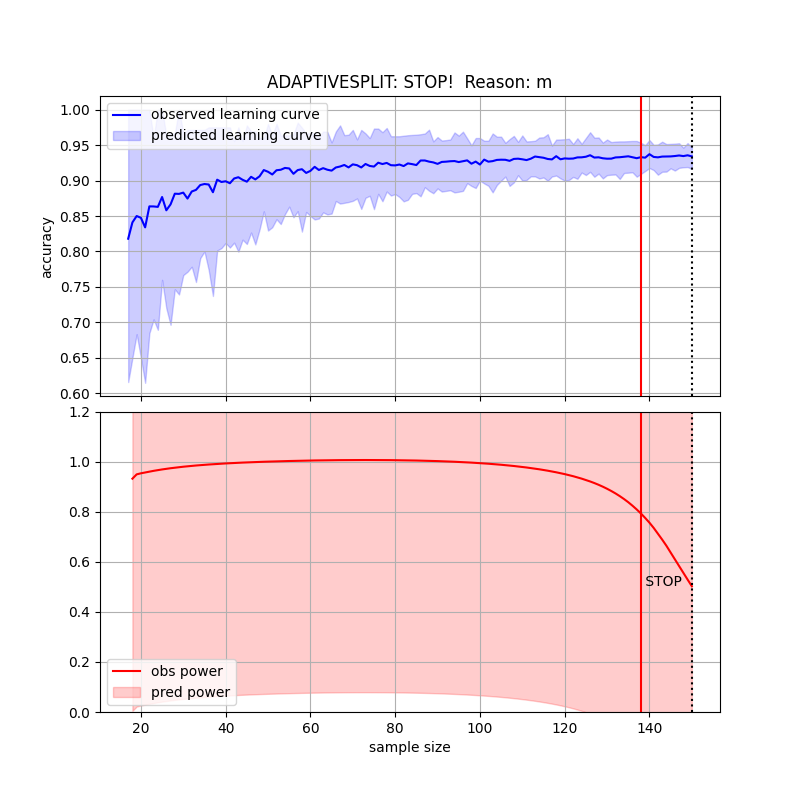 ADAPTIVESPLIT: STOP!  Reason: m
1.00
0.95
0.90
0.85
0.80
0.75
0.70
0.65
0.60
accuracy
observed learning curve
predicted learning curve
1.2
1.0
0.8
0.6
0.4
0.2
0.0
STOP
obs power
pred power
20
40
60
80
100
120
140
sample size